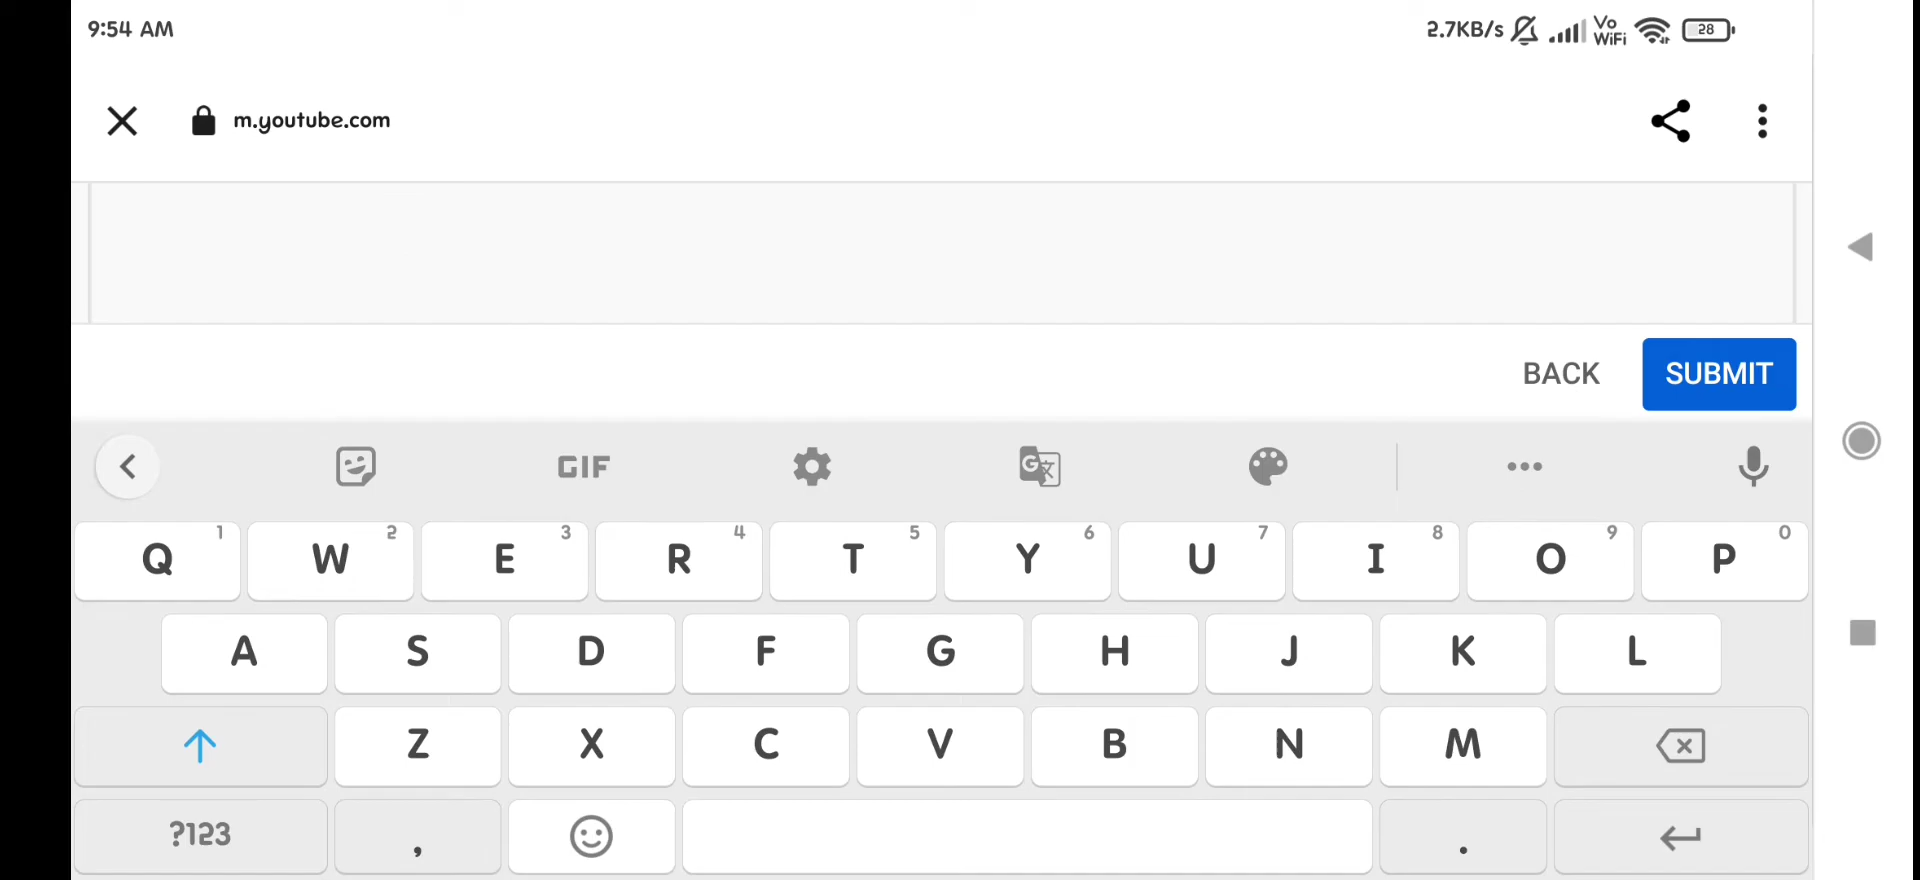 9:54 AM
2.7KB/s Vo WiFi 28
m.youtube.com
BACK SUBMIT
GIF
Q 1 W 2 E 3 R 4 T 5 Y 6 U 7 I 8 O 9 P 0
A S D F G H J K L
Z X C V B N M
?123 , .